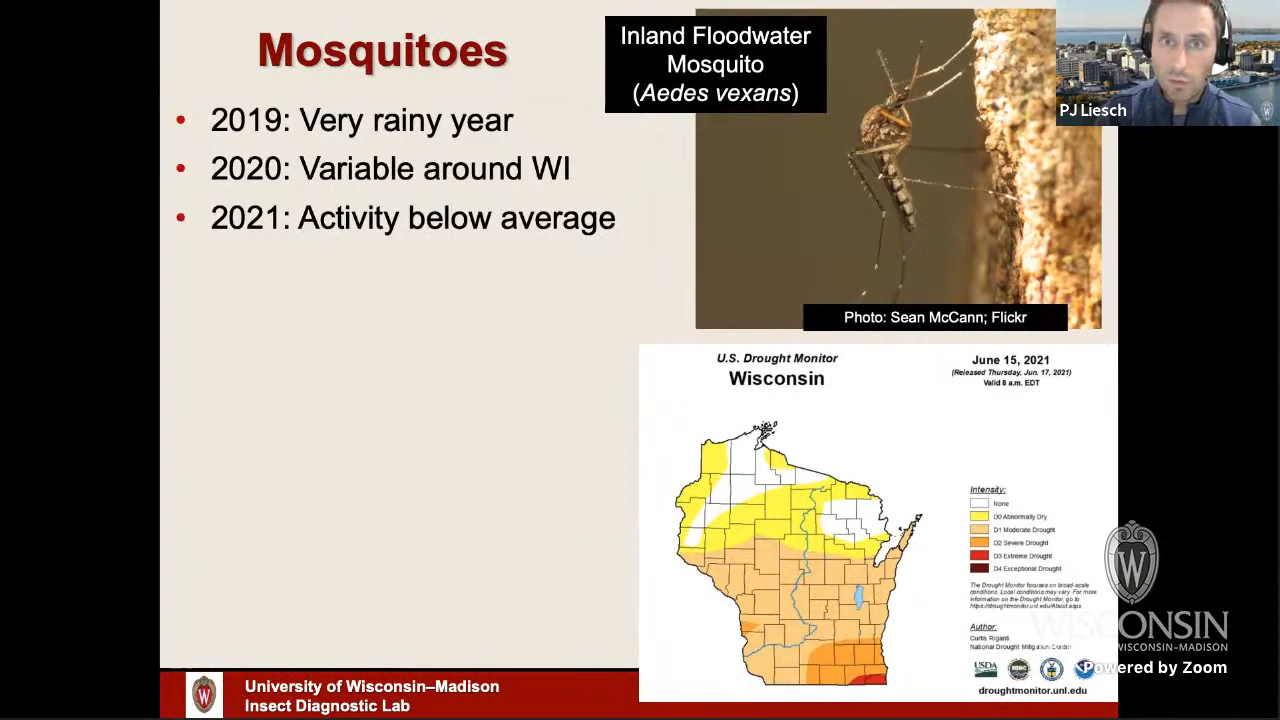 Mosquitoes
• 2019: Very rainy year
• 2020: Variable around WI
• 2021: Activity below average
Inland Floodwater
Mosquito
(Aedes vexans)
PJ Liesch
Photo: Sean McCann; Flickr
U.S. Drought Monitor
Wisconsin
June 15, 2021
(Released Thursday, Jun. 17, 2021)
Valid 8 a.m. EDT
Intensity:
None
D0 Abnormally Dry
D1 Moderate Drought
D2 Severe Drought
D3 Extreme Drought
D4 Exceptional Drought
The Drought Monitor focuses on broad-scale
conditions. Local conditions may vary. For more
information on the Drought Monitor, go to
https://droughtmonitor.unl.edu/About.aspx
Author:
Curtis Riganti
National Drought Mitigation Center
USDA
droughtmonitor.unl.edu
W
WISCONSIN
WISCONSIN–MADISON
Powered by Zoom
University of Wisconsin–Madison
Insect Diagnostic Lab